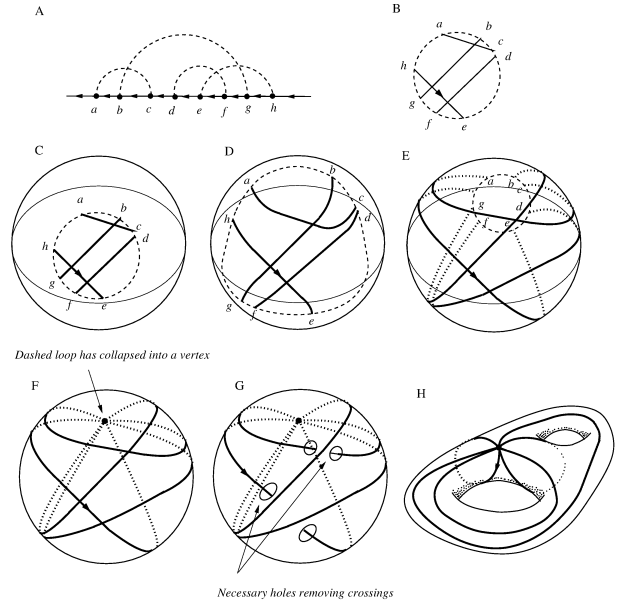 A
B
a b c d e f g h
a b c d e f g h
C
D
E
a b c d e f g h
a b c d e f g h
a b c d e f g
Dashed loop has collapsed into a vertex
F
G
H
Necessary holes removing crossings